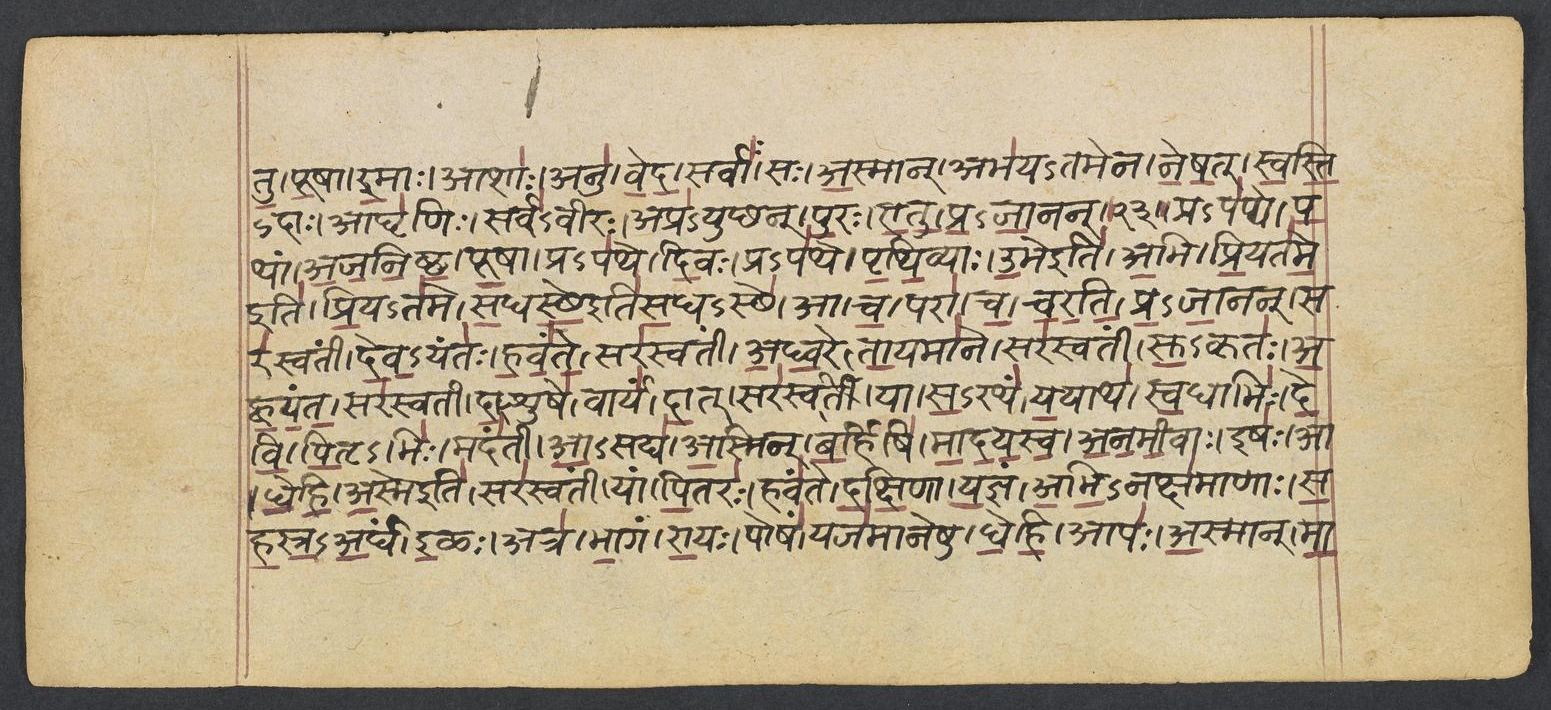 तु।पूषा।इमाः।आशाः।अनु।वेद।सर्वाः।सः।अस्मान्।अभयऽतमेन।नेषत्।स्वस्ति
ऽदाः।आघृणिः।सर्वऽवीरः।अप्रऽयुछन्।पुरः।एतु।प्रऽजानन्।२३।प्रऽपथे।प
थां।अजनिष्ट।पूषा।प्रऽपथे।दिवः।प्रऽपथे।पृथिव्याः।उभेइति।अभि।प्रियतमे
इति।प्रियऽतमे।सधस्थेइतिसधऽस्थे।आ।च।परा।च।चरति।प्रऽजानन्।स
रस्वंतीं।देवऽयंतः।हवंते।सरस्वंतीं।अध्वरे।तायमाने।सरस्वंतीं।सुऽकृतः।अ
ह्वयंत।सरस्वती।दाशुषे।वार्यं।दात्।सरस्वती।या।सऽरथं।ययाथ।स्वधाभिः।दे
वि।पितृऽभिः।मदंती।आऽसद्य।अस्मिन्।बर्हिषि।मादयस्व।अनमीवाः।इषः।आ
।धेहि।अस्मेइति।सरस्वंतीं।यां।पितरः।हवंते।दक्षिणा।यज्ञं।अभिऽनक्षमाणाः।स
हस्रऽअर्घं।इळः।अत्र।भागं।रायः।पोषं।यजमानेषु।धेहि।आपः।अस्मान्।मा